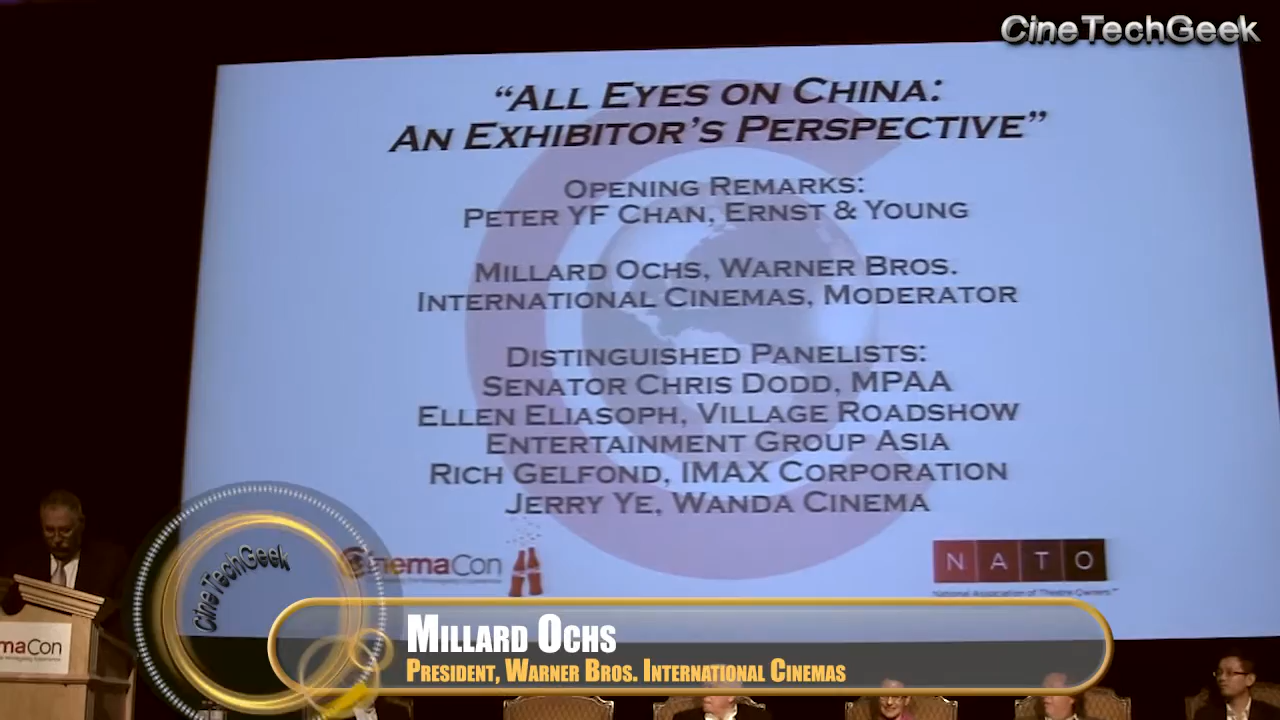 CineTechGeek
“ALL EYES ON CHINA:
AN EXHIBITOR’S PERSPECTIVE”
OPENING REMARKS:
PETER YF CHAN, ERNST & YOUNG
MILLARD OCHS, WARNER BROS.
INTERNATIONAL CINEMAS, MODERATOR
DISTINGUISHED PANELISTS:
SENATOR CHRIS DODD, MPAA
ELLEN ELIASOPH, VILLAGE ROADSHOW
ENTERTAINMENT GROUP ASIA
RICH GELFOND, IMAX CORPORATION
JERRY YE, WANDA CINEMA
CineTechGeek
CinemaCon
NATO
National Association of Theatre Owners
maCon
MILLARD OCHS
PRESIDENT, WARNER BROS. INTERNATIONAL CINEMAS